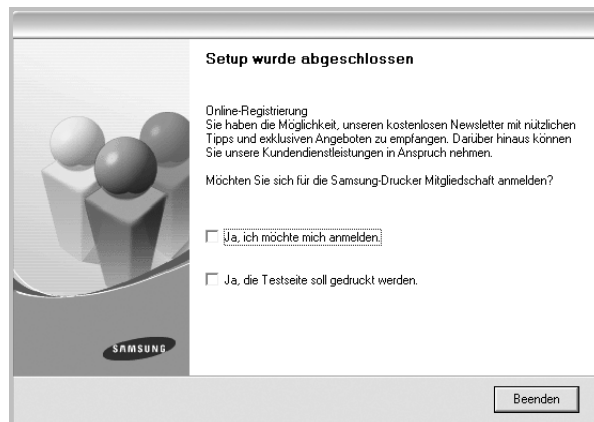 Setup wurde abgeschlossen
Online-Registrierung
Sie haben die Möglichkeit, unseren kostenlosen Newsletter mit nützlichen
Tipps und exklusiven Angeboten zu empfangen. Darüber hinaus können
Sie unsere Kundendienstleistungen in Anspruch nehmen.
Möchten Sie sich für die Samsung-Drucker Mitgliedschaft anmelden?
Ja, ich möchte mich anmelden.
Ja, die Testseite soll gedruckt werden.
SAMSUNG
Beenden